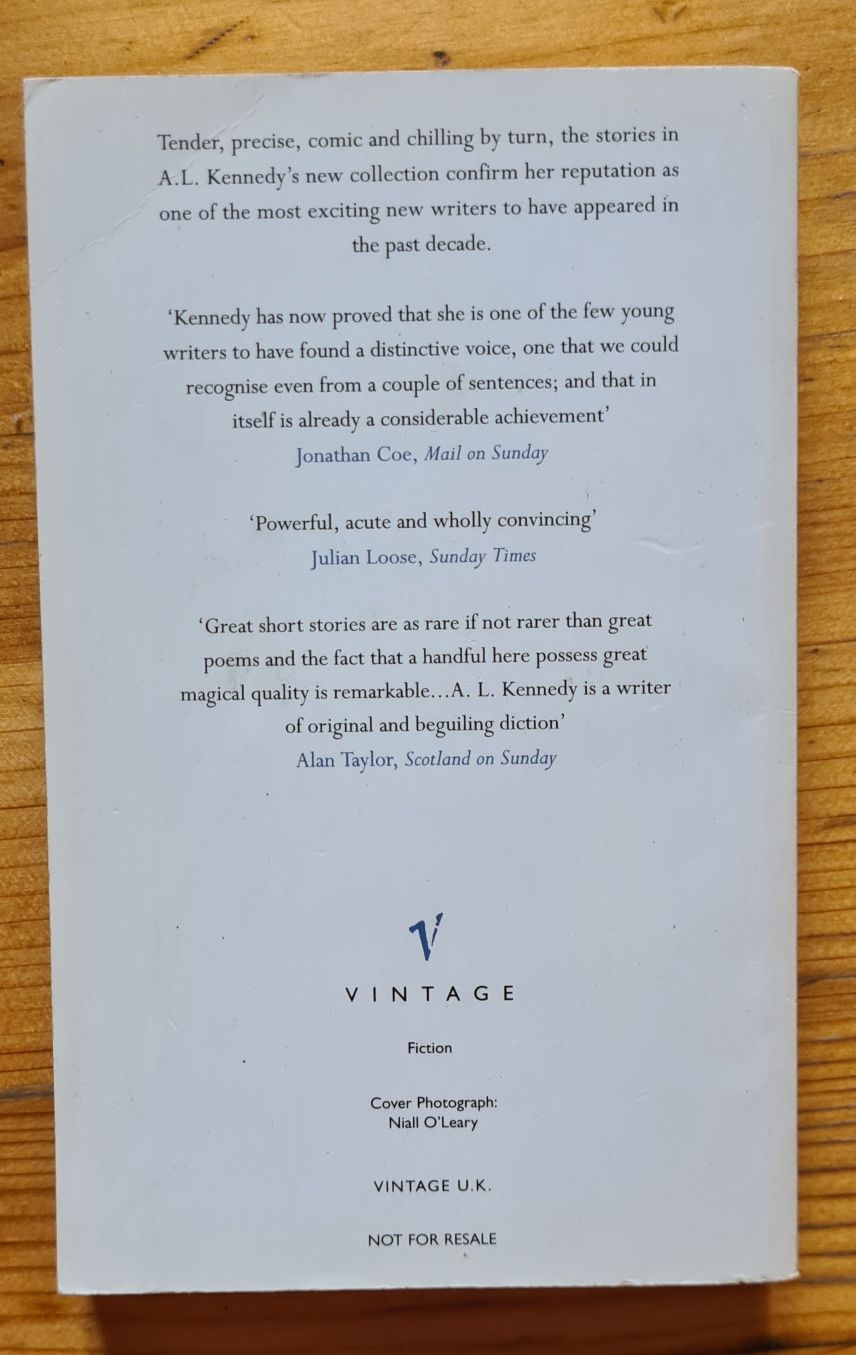 Tender, precise, comic and chilling by turn, the stories in
A.L. Kennedy’s new collection confirm her reputation as
one of the most exciting new writers to have appeared in
the past decade.
‘Kennedy has now proved that she is one of the few young
writers to have found a distinctive voice, one that we could
recognise even from a couple of sentences; and that in
itself is already a considerable achievement’
Jonathan Coe, Mail on Sunday
‘Powerful, acute and wholly convincing’
Julian Loose, Sunday Times
‘Great short stories are as rare if not rarer than great
poems and the fact that a handful here possess great
magical quality is remarkable...A. L. Kennedy is a writer
of original and beguiling diction’
Alan Taylor, Scotland on Sunday
V
VINTAGE
Fiction
Cover Photograph:
Niall O'Leary
VINTAGE U.K.
NOT FOR RESALE